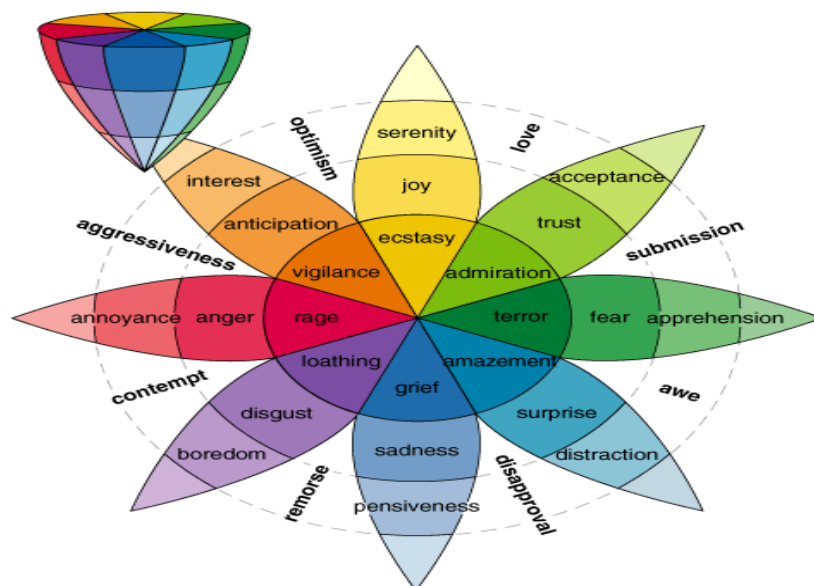 optimism
love
serenity
interest
acceptance
joy
anticipation
trust
aggressiveness
ecstasy
submission
vigilance
admiration
annoyance
anger
rage
terror
fear
apprehension
loathing
amazement
contempt
grief
awe
disgust
surprise
boredom
sadness
distraction
remorse
disapproval
pensiveness